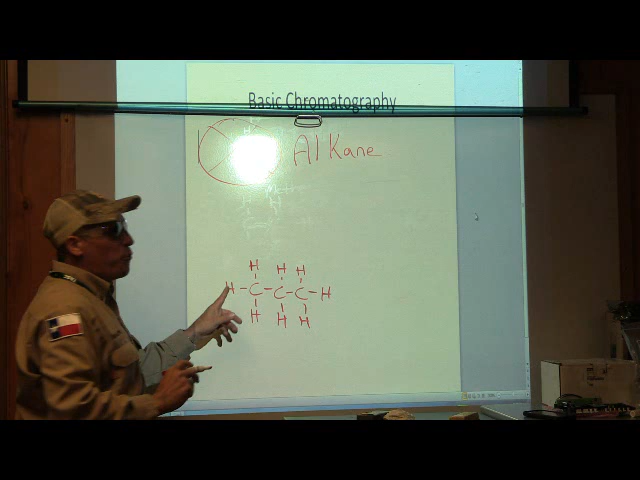 Basic Chromatography
Al Kane
H H H
H-C-C-C-H
H H H